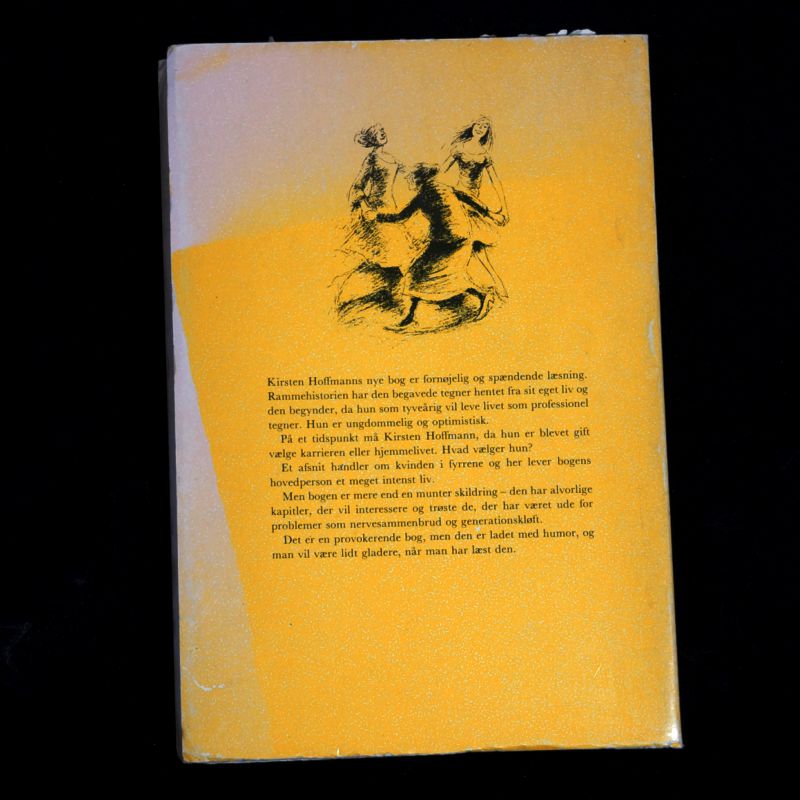 Kirsten Hoffmanns nye bog er fornøjelig og spændende læsning.
Rammehistorien har den begavede tegner hentet fra sit eget liv og
den begynder, da hun som tyveårig vil leve livet som professionel
tegner. Hun er ungdommelig og optimistisk.
På et tidspunkt må Kirsten Hoffmann, da hun er blevet gift
vælge karrieren eller hjemmelivet. Hvad vælger hun?
Et afsnit handler om kvinden i fyrrene og her lever bogens
hovedperson et meget intenst liv.
Men bogen er mere end en munter skildring – den har alvorlige
kapitler, der vil interessere og trøste de, der har været ude for
problemer som nervesammenbrud og generationskløft.
Det er en provokerende bog, men den er ladet med humor, og
man vil være lidt gladere, når man har læst den.